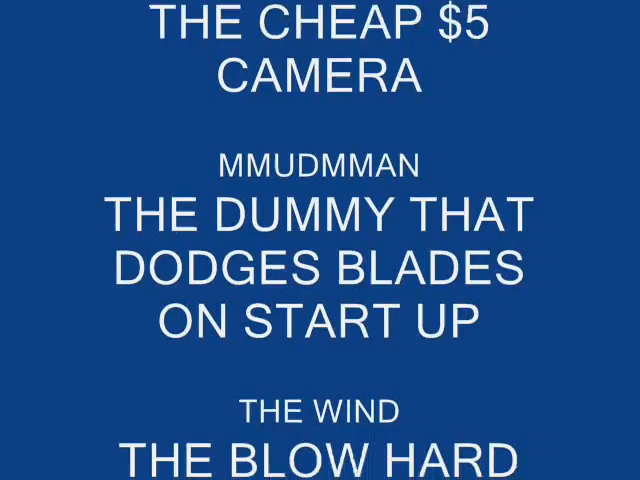 THE CHEAP $5
CAMERA
MMUDMMAN
THE DUMMY THAT
DODGES BLADES
ON START UP
THE WIND
THE BLOW HARD